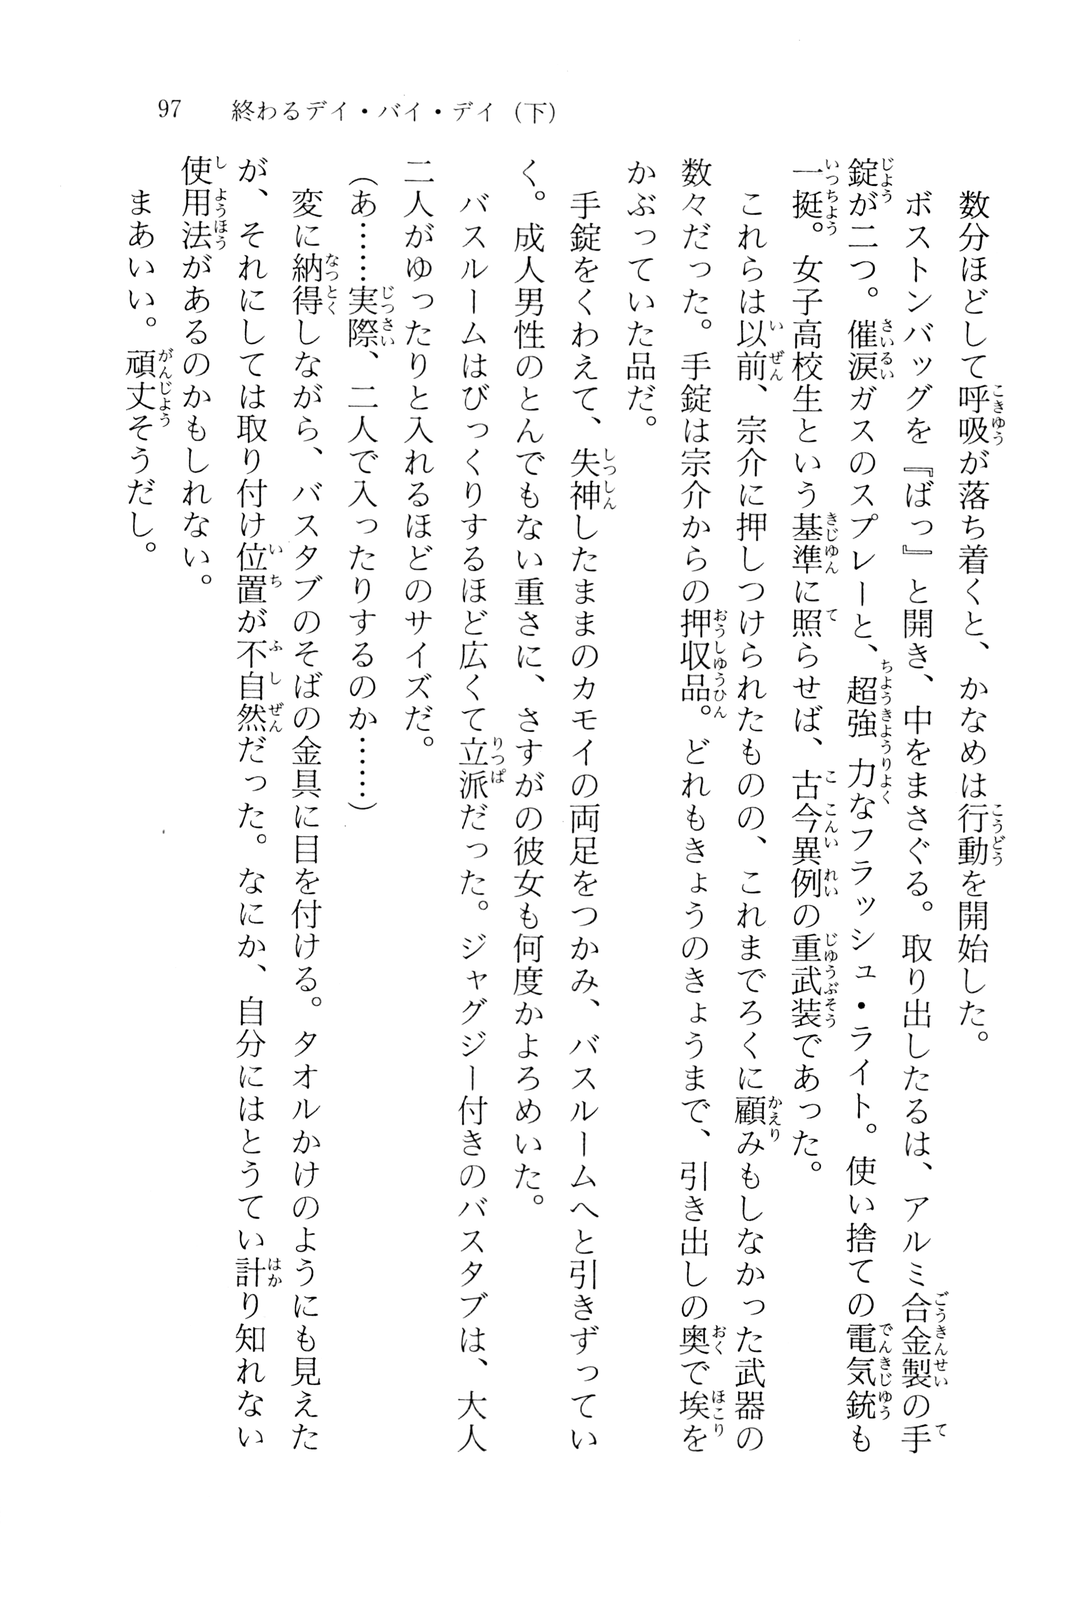 97　終わるデイ・バイ・デイ（下）
　数分ほどして呼吸が落ち着くと、かなめは行動を開始した。
　ボストンバッグを『ばっ』と開き、中をまさぐる。取り出したるは、アルミ合金製の手
錠が二つ。催涙ガスのスプレーと、超強力なフラッシュ・ライト。使い捨ての電気銃も
一挺。女子高校生という基準に照らせば、古今異例の重武装であった。
　これらは以前、宗介に押しつけられたものの、これまでろくに顧みもしなかった武器の
数々だった。手錠は宗介からの押収品。どれもきょうのきょうまで、引き出しの奥で埃を
かぶっていた品だ。
　手錠をくわえて、失神したままのカモイの両足をつかみ、バスルームへと引きずってい
く。成人男性のとんでもない重さに、さすがの彼女も何度かよろめいた。
　バスルームはびっくりするほど広くて立派だった。ジャグジー付きのバスタブは、大人
二人がゆったりと入れるほどのサイズだ。
（あ……実際、二人で入ったりするのか……）
　変に納得しながら、バスタブのそばの金具に目を付ける。タオルかけのようにも見えた
が、それにしては取り付け位置が不自然だった。なにか、自分にはとうてい計り知れない
使用法があるのかもしれない。
　まあいい。頑丈そうだし。